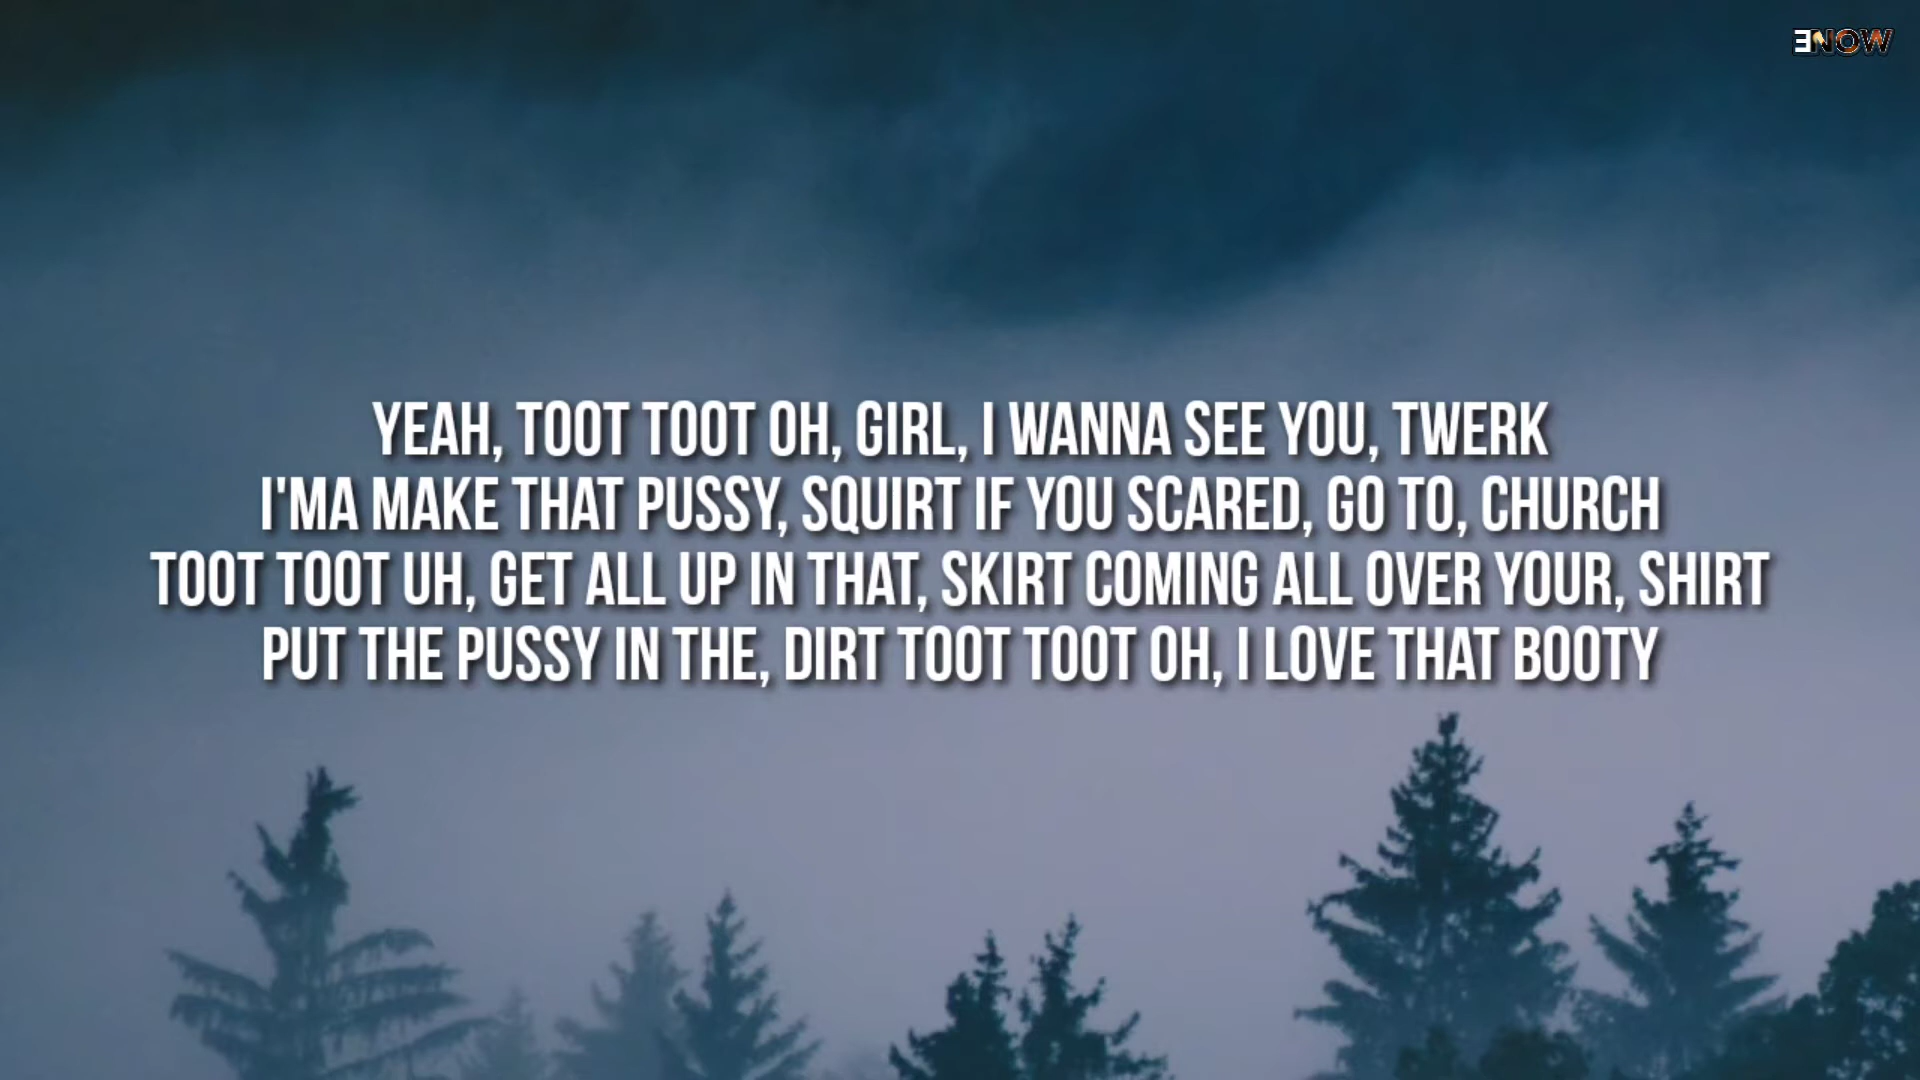 ENOW
YEAH, TOOT TOOT OH, GIRL, I WANNA SEE YOU, TWERK
I'MA MAKE THAT PUSSY, SQUIRT IF YOU SCARED, GO TO, CHURCH
TOOT TOOT UH, GET ALL UP IN THAT, SKIRT COMING ALL OVER YOUR, SHIRT
PUT THE PUSSY IN THE, DIRT TOOT TOOT OH, I LOVE THAT BOOTY